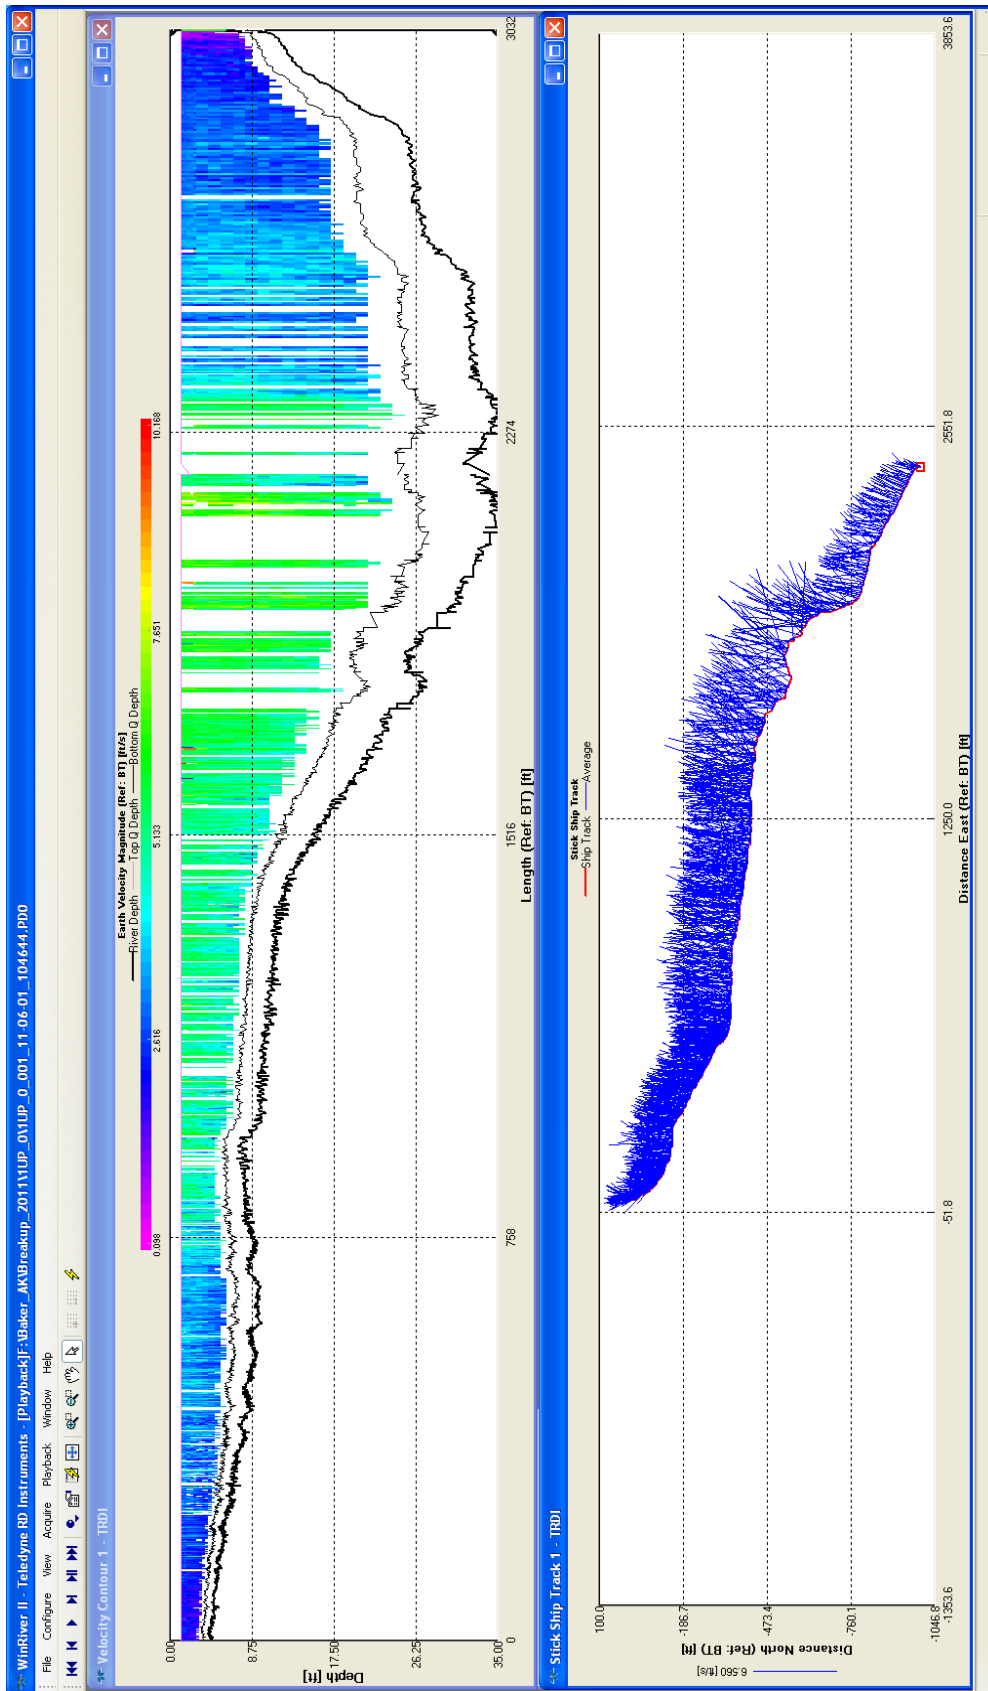 WinRiver II - Teledyne RD Instruments - [Playback]F:\Baker_AK\Breakup_2011\1UP_0\1UP_0_001_11-06-01_104644.PD0
File Configure View Acquire Playback Window Help
Velocity Contour 1 - TRDI
Earth Velocity Magnitude (Ref: BT) [ft/s]
River Depth Top Q Depth Bottom Q Depth
0.098 2.616 5.133 7.651 10.168
0.00
8.75
17.50
26.25
35.00
Depth [ft]
0 758 1516 2274 3032
Length (Ref: BT) [ft]
Stick Ship Track 1 - TRDI
Stick Ship Track
Ship Track Average
100.0
-186.7
-473.4
-760.1
-1046.8
Distance North (Ref: BT) [ft]
6.560 [ft/s]
-1353.6 -51.8 1250.0 2551.8 3853.6
Distance East (Ref: BT) [ft]